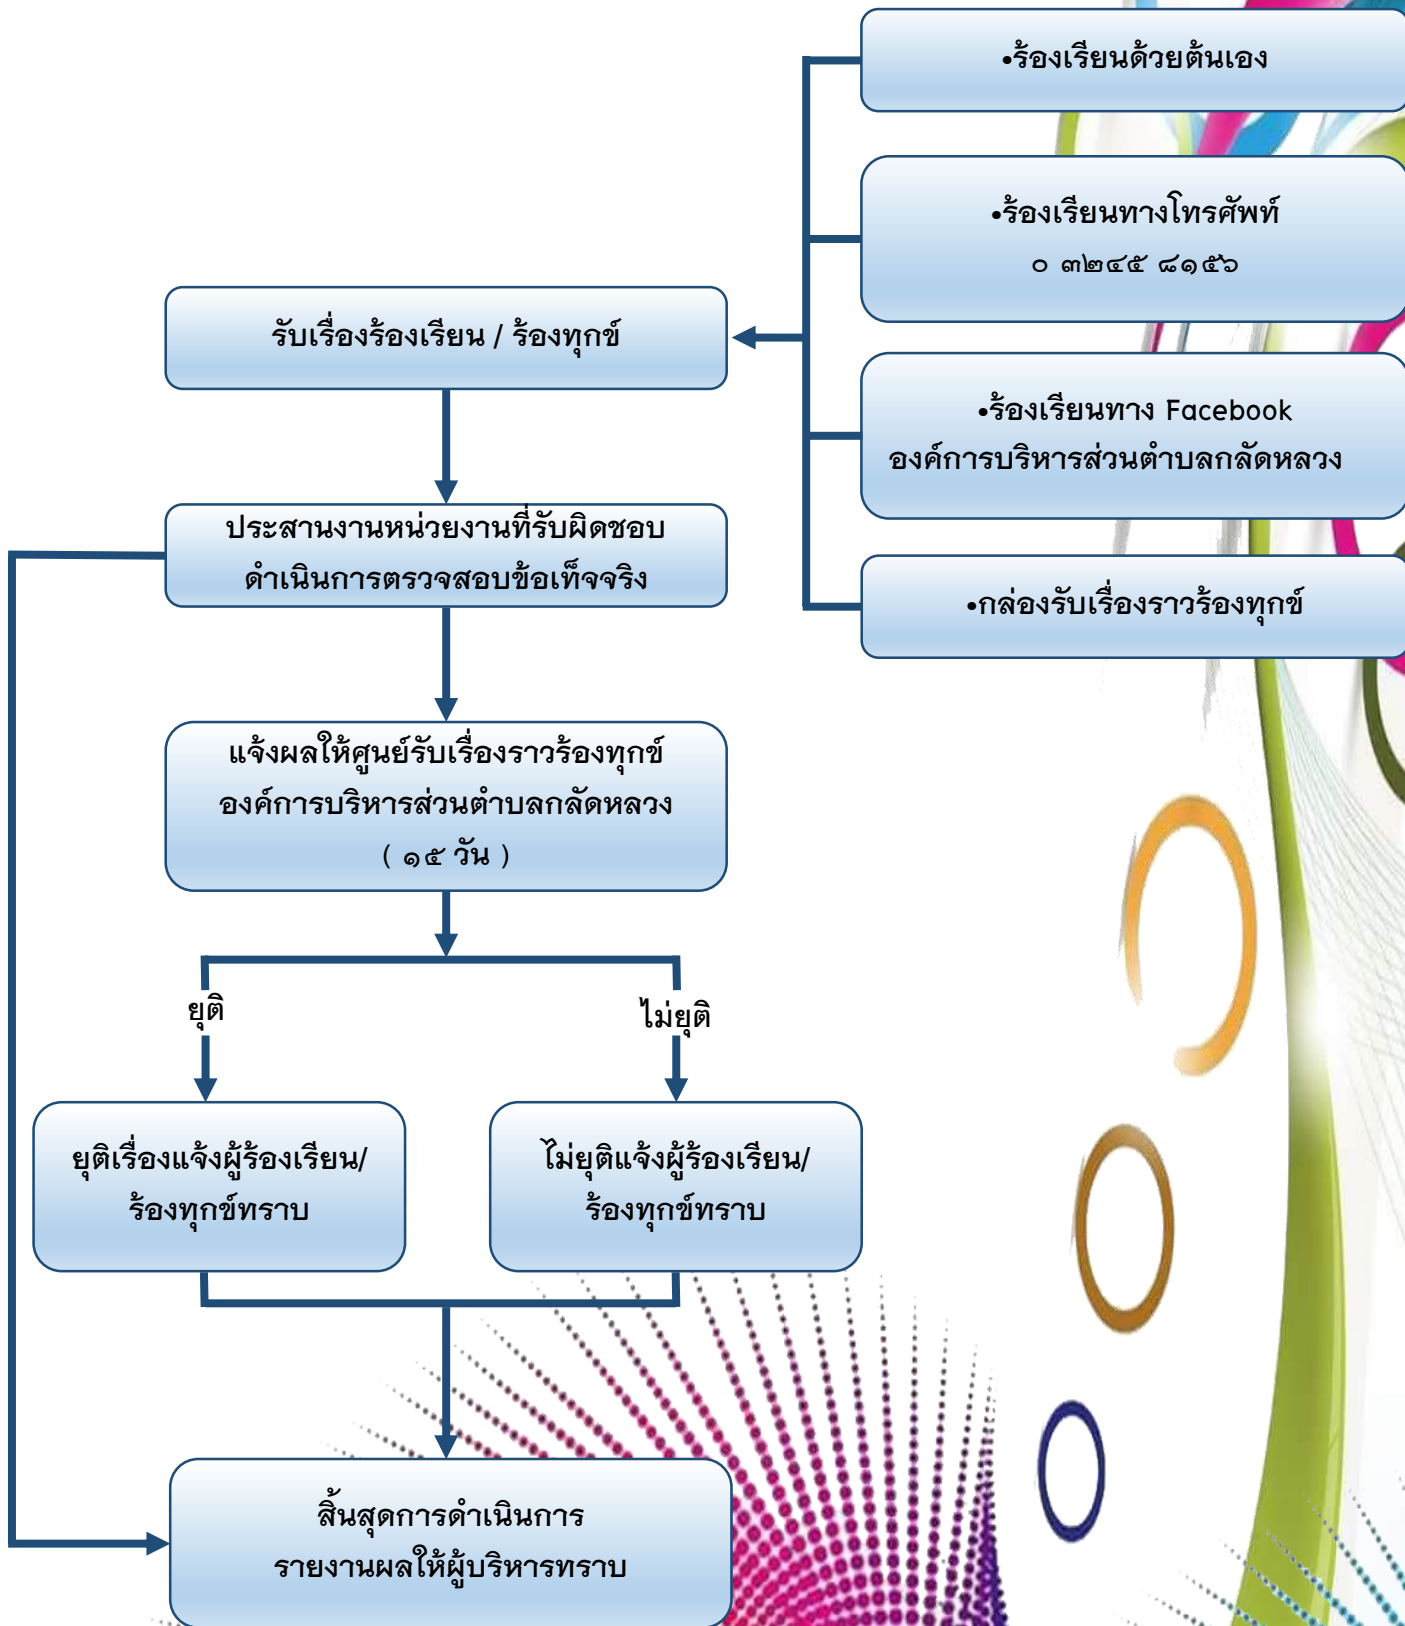 •ร้องเรียนด้วยต้นเอง
•ร้องเรียนทางโทรศัพท์
๐ ๓๒๔๕ ๘๑๕๖
•ร้องเรียนทาง Facebook
องค์การบริหารส่วนตำบลกลัดหลวง
•กล่องรับเรื่องราวร้องทุกข์
รับเรื่องร้องเรียน / ร้องทุกข์
ประสานงานหน่วยงานที่รับผิดชอบ
ดำเนินการตรวจสอบข้อเท็จจริง
แจ้งผลให้ศูนย์รับเรื่องราวร้องทุกข์
องค์การบริหารส่วนตำบลกลัดหลวง
( ๑๕ วัน )
ยุติ
ไม่ยุติ
ยุติเรื่องแจ้งผู้ร้องเรียน/
ร้องทุกข์ทราบ
ไม่ยุติแจ้งผู้ร้องเรียน/
ร้องทุกข์ทราบ
สิ้นสุดการดำเนินการ
รายงานผลให้ผู้บริหารทราบ